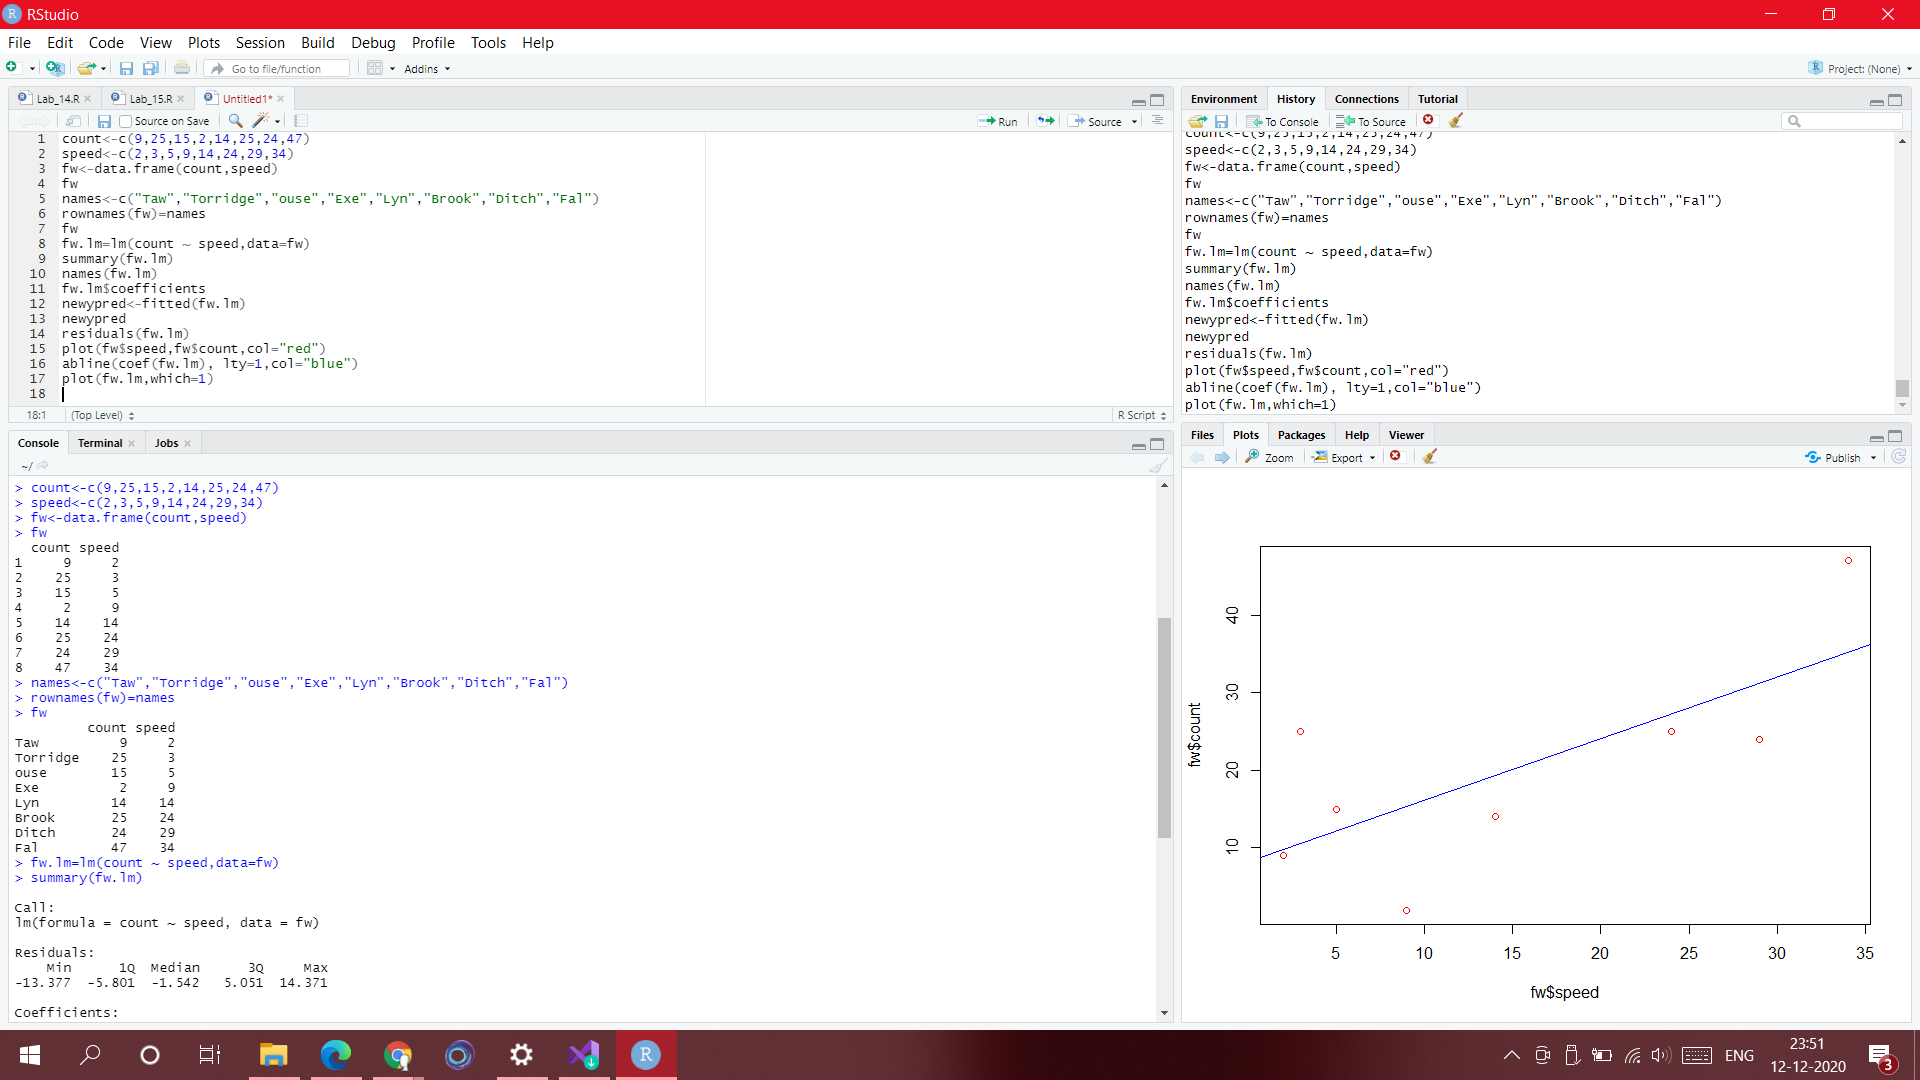 RStudio
File Edit Code View Plots Session Build Debug Profile Tools Help
Go to file/function Addins Project: (None)
Lab_14.R Lab_15.R Untitled1*
Source on Save Run Source
1 count<-c(9,25,15,2,14,25,24,47)
2 speed<-c(2,3,5,9,14,24,29,34)
3 fw<-data.frame(count,speed)
4 fw
5 names<-c("Taw","Torridge","ouse","Exe","Lyn","Brook","Ditch","Fal")
6 rownames(fw)=names
7 fw
8 fw.lm=lm(count ~ speed,data=fw)
9 summary(fw.lm)
10 names(fw.lm)
11 fw.lm$coefficients
12 newypred<-fitted(fw.lm)
13 newypred
14 residuals(fw.lm)
15 plot(fw$speed,fw$count,col="red")
16 abline(coef(fw.lm), lty=1,col="blue")
17 plot(fw.lm,which=1)
18
18:1 (Top Level) R Script
Console Terminal Jobs
~/
> count<-c(9,25,15,2,14,25,24,47)
> speed<-c(2,3,5,9,14,24,29,34)
> fw<-data.frame(count,speed)
> fw
count speed
1 9 2
2 25 3
3 15 5
4 2 9
5 14 14
6 25 24
7 24 29
8 47 34
> names<-c("Taw","Torridge","ouse","Exe","Lyn","Brook","Ditch","Fal")
> rownames(fw)=names
> fw
count speed
Taw 9 2
Torridge 25 3
ouse 15 5
Exe 2 9
Lyn 14 14
Brook 25 24
Ditch 24 29
Fal 47 34
> fw.lm=lm(count ~ speed,data=fw)
> summary(fw.lm)
Call:
lm(formula = count ~ speed, data = fw)
Residuals:
Min 1Q Median 3Q Max
-13.377 -5.801 -1.542 5.051 14.371
Coefficients:
Environment History Connections Tutorial
To Console To Source
count<-c(9,25,15,2,14,25,24,47)
speed<-c(2,3,5,9,14,24,29,34)
fw<-data.frame(count,speed)
fw
names<-c("Taw","Torridge","ouse","Exe","Lyn","Brook","Ditch","Fal")
rownames(fw)=names
fw
fw.lm=lm(count ~ speed,data=fw)
summary(fw.lm)
names(fw.lm)
fw.lm$coefficients
newypred<-fitted(fw.lm)
newypred
residuals(fw.lm)
plot(fw$speed,fw$count,col="red")
abline(coef(fw.lm), lty=1,col="blue")
plot(fw.lm,which=1)
Files Plots Packages Help Viewer
Zoom Export Publish
fw$count
40
30
20
10
5 10 15 20 25 30 35
fw$speed
ENG
23:51
12-12-2020
3